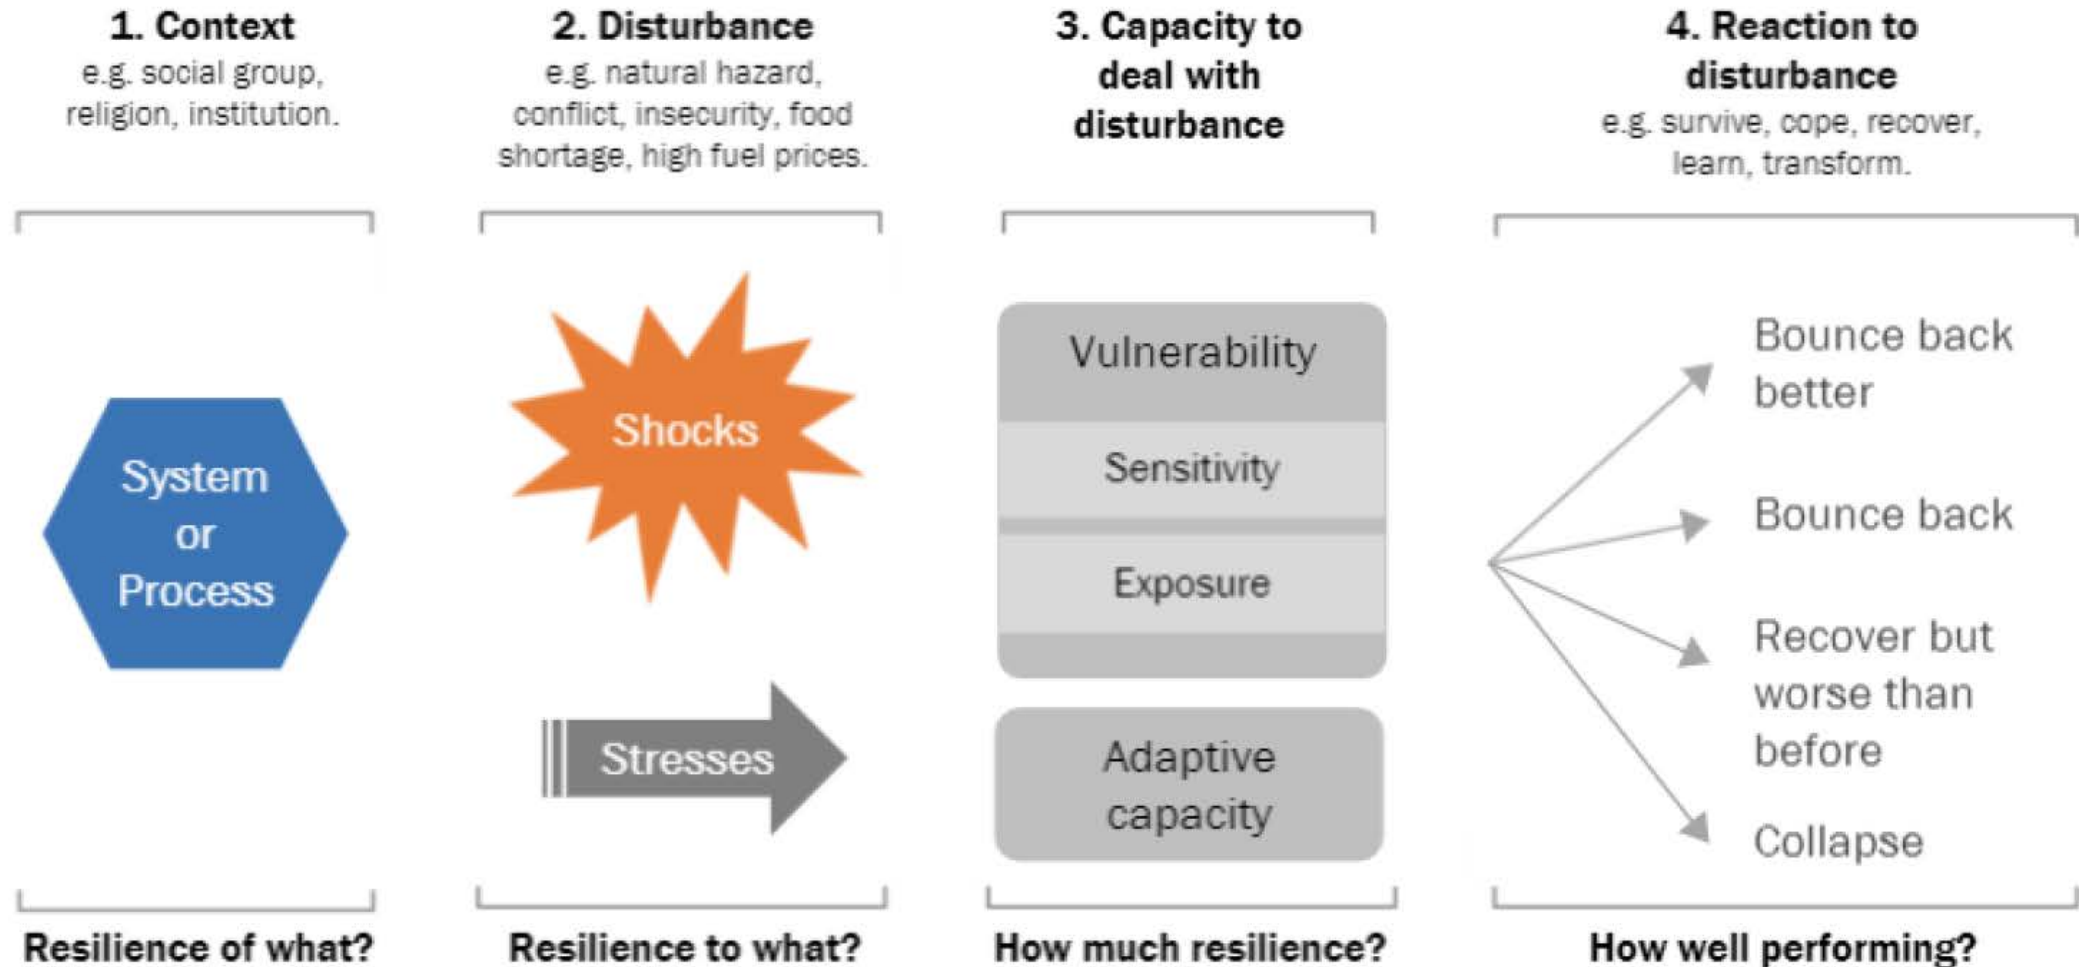 1. Context
e.g. social group,
religion, institution.
2. Disturbance
e.g. natural hazard,
conflict, insecurity, food
shortage, high fuel prices.
3. Capacity to
deal with
disturbance
4. Reaction to
disturbance
e.g. survive, cope, recover,
learn, transform.
System
or
Process
Shocks
Stresses
Vulnerability
Sensitivity
Exposure
Adaptive
capacity
Bounce back
better
Bounce back
Recover but
worse than
before
Collapse
Resilience of what?
Resilience to what?
How much resilience?
How well performing?